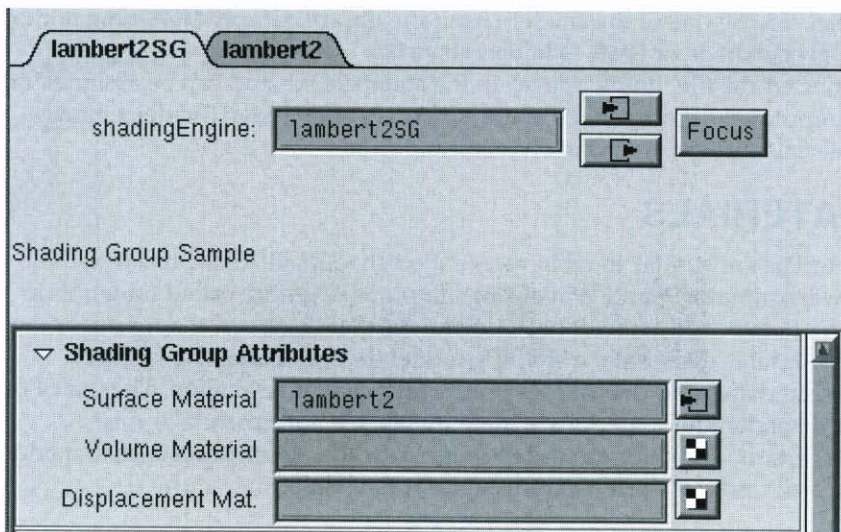 lambert2SG lambert2
shadingEngine: lambert2SG
Focus
Shading Group Sample
Shading Group Attributes
Surface Material lambert2
Volume Material
Displacement Mat.